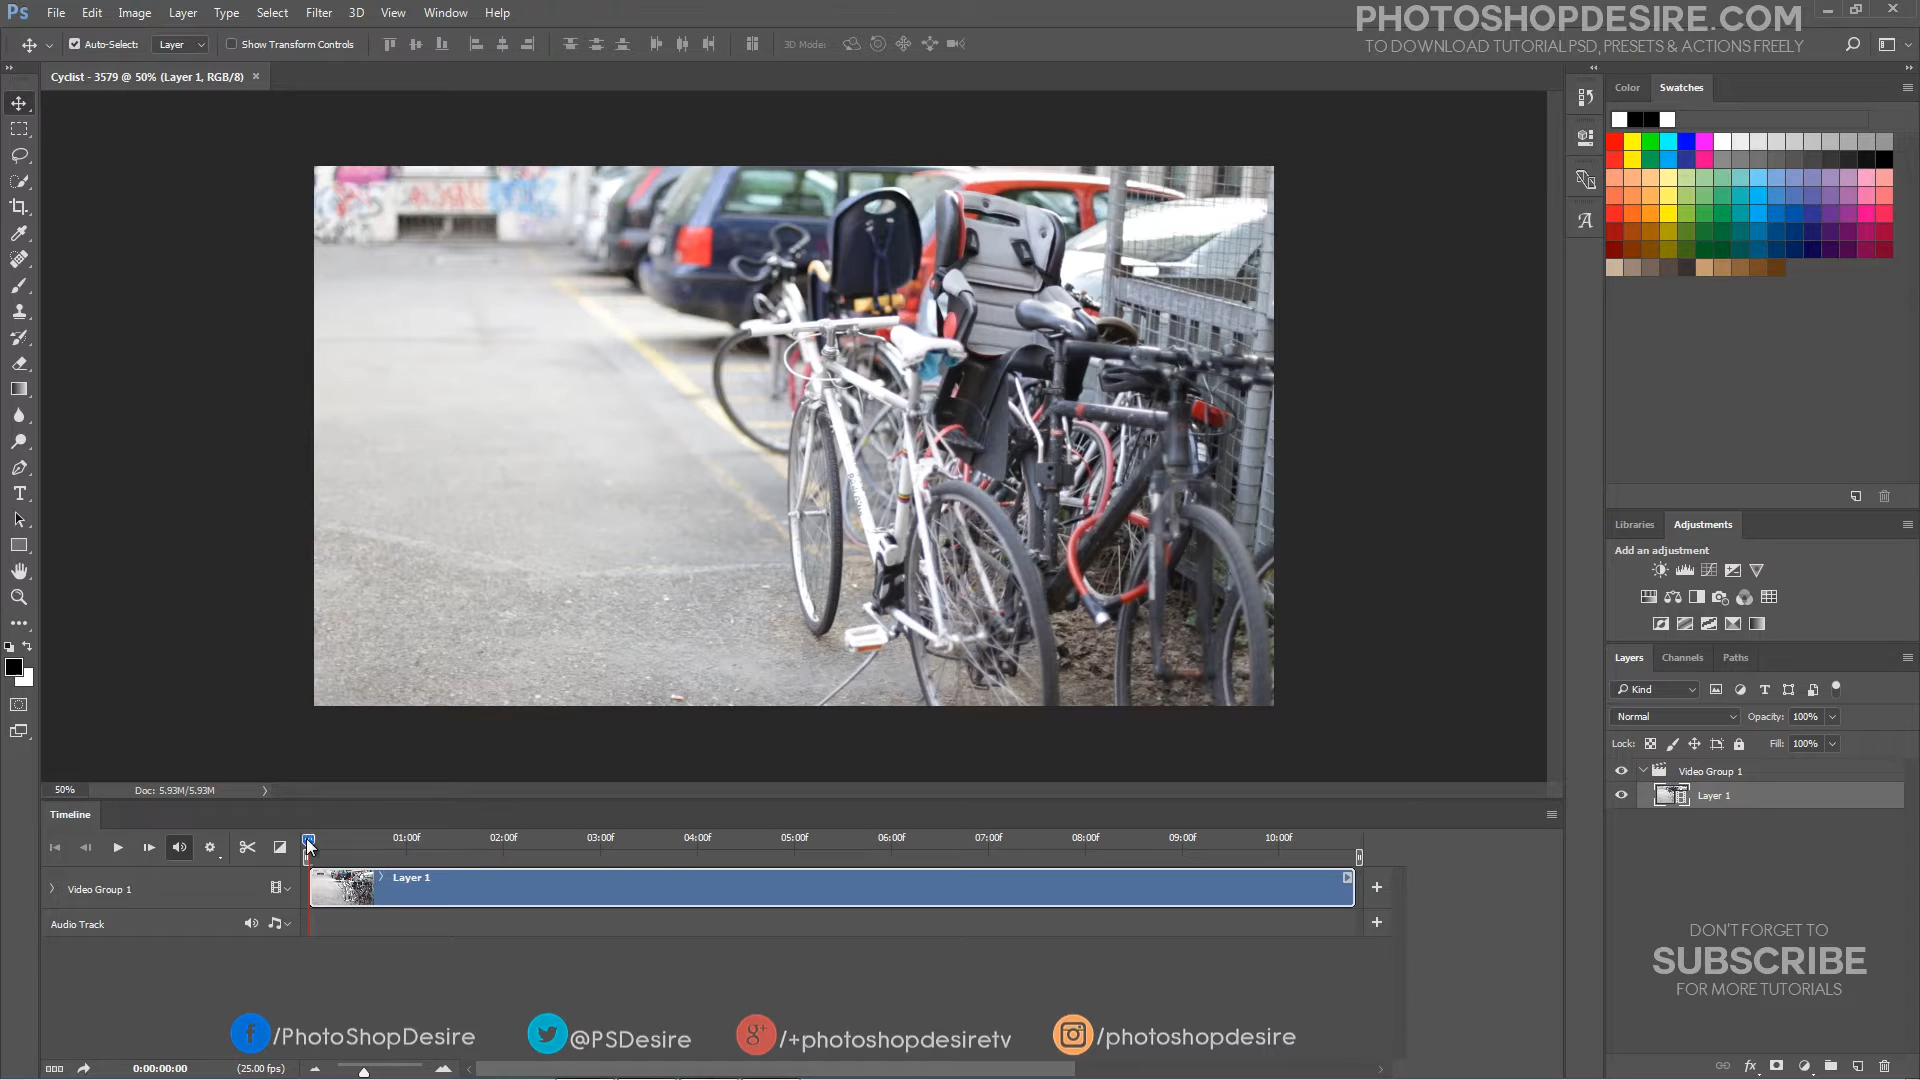 Ps File Edit Image Layer Type Select Filter 3D View Window Help
PHOTOSHOPDESIRE.COM
TO DOWNLOAD TUTORIAL PSD, PRESETS & ACTIONS FREELY
Auto-Select: Layer Show Transform Controls 3D Mode:
Cyclist - 3579 @ 50% (Layer 1, RGB/8)
Color Swatches
Libraries Adjustments
Add an adjustment
Layers Channels Paths
Kind
Normal Opacity: 100%
Lock: Fill: 100%
Video Group 1
Layer 1
50% Doc: 5.93M/5.93M
Timeline
01:00f 02:00f 03:00f 04:00f 05:00f 06:00f 07:00f 08:00f 09:00f 10:00f
Layer 1
Video Group 1
Audio Track
DON'T FORGET TO
SUBSCRIBE
FOR MORE TUTORIALS
/PhotoShopDesire @PSDesire /+photoshopdesiretv /photoshopdesire
0:00:00:00 (25.00 fps)